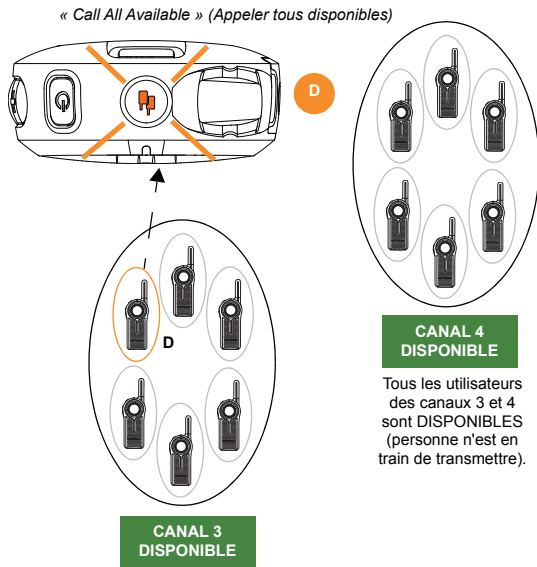 « Call All Available » (Appeler tous disponibles)
D
D
CANAL 4
DISPONIBLE
Tous les utilisateurs
des canaux 3 et 4
sont DISPONIBLES
(personne n'est en
train de transmettre).
CANAL 3
DISPONIBLE